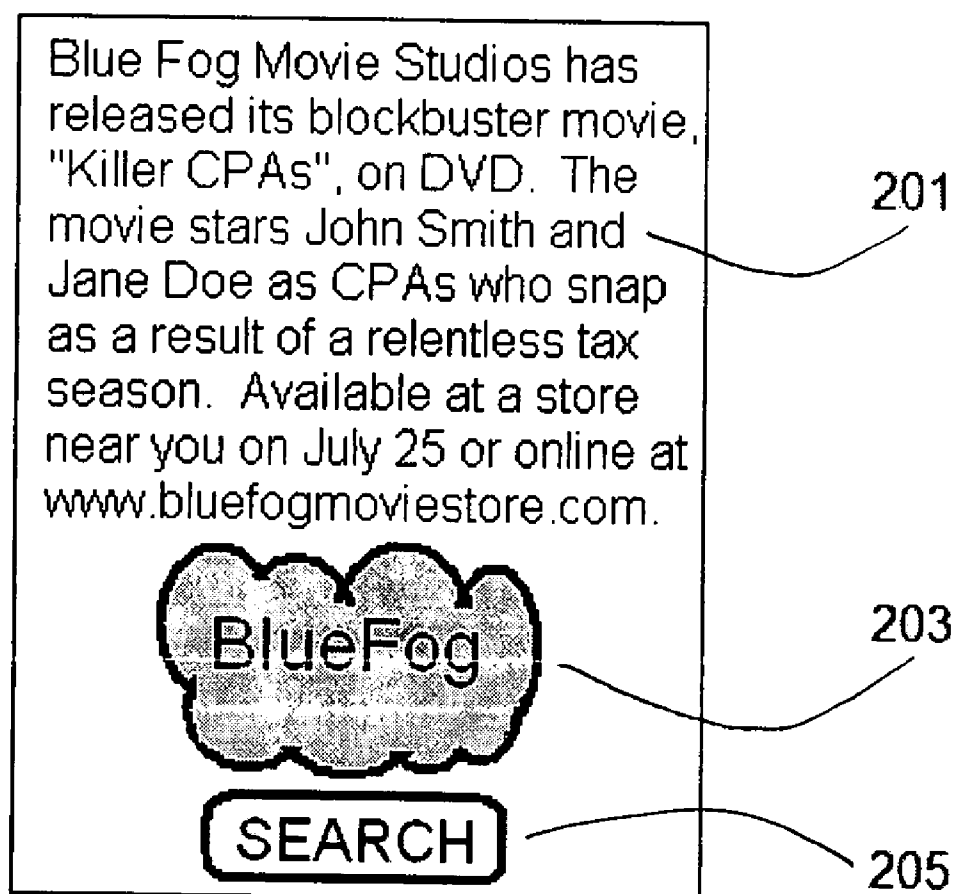 Blue Fog Movie Studios has
released its blockbuster movie,
"Killer CPAs", on DVD.  The
movie stars John Smith and
Jane Doe as CPAs who snap
as a result of a relentless tax
season.  Available at a store
near you on July 25 or online at
www.bluefogmoviestore.com.
201
BlueFog
203
SEARCH
205